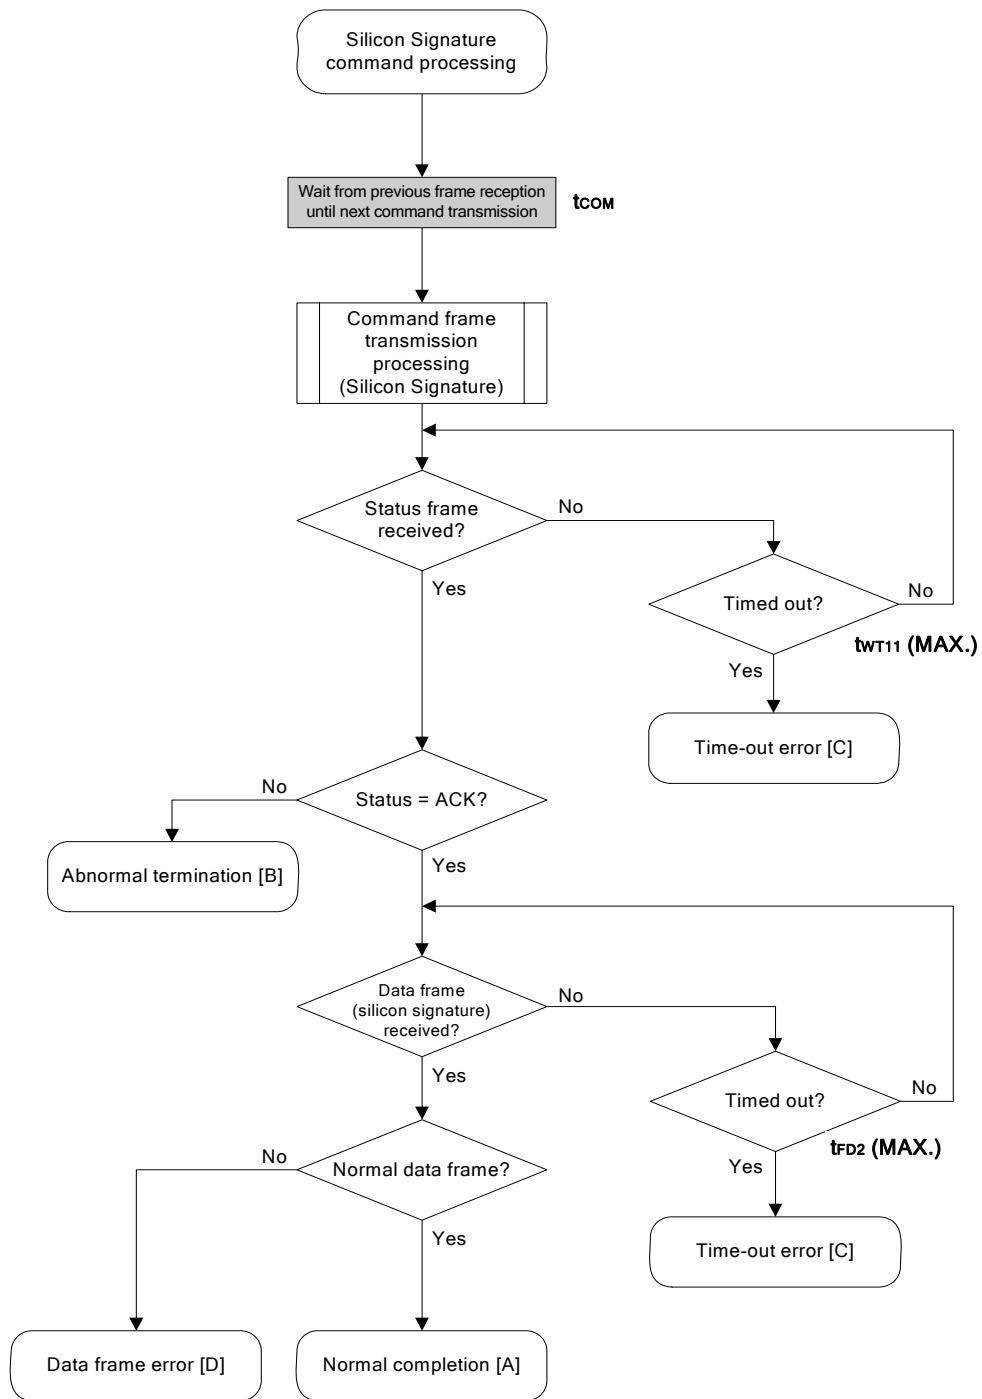 Silicon Signature
command processing
Wait from previous frame reception
until next command transmission
tCOM
Command frame
transmission
processing
(Silicon Signature)
Status frame
received?
No
Yes
Timed out?
No
tWT11 (MAX.)
Yes
Time-out error [C]
No
Status = ACK?
Abnormal termination [B]
Yes
Data frame
(silicon signature)
received?
No
Yes
Timed out?
No
tFD2 (MAX.)
Yes
No
Normal data frame?
Yes
Time-out error [C]
Data frame error [D]
Normal completion [A]